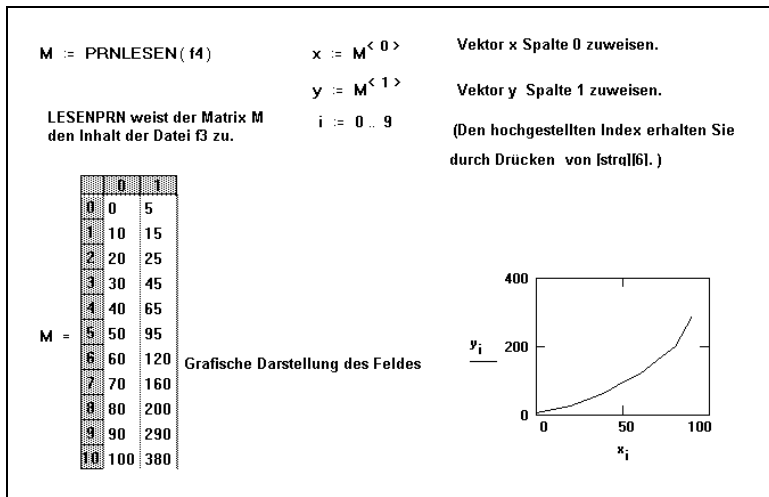 M := PRNLESEN( f4)
x := M< 0 >
Vektor x Spalte 0 zuweisen.
y := M< 1 >
Vektor y Spalte 1 zuweisen.
LESENPRN weist der Matrix M
den Inhalt der Datei f3 zu.
i := 0 .. 9
(Den hochgestellten Index erhalten Sie
durch Drücken von [strg][6]. )
0 1
0 0 5
1 10 15
2 20 25
3 30 45
4 40 65
M =
5 50 95
6 60 120
7 70 160
8 80 200
9 90 290
10 100 380
Grafische Darstellung des Feldes
400
yi
200
0
0 50 100
xi